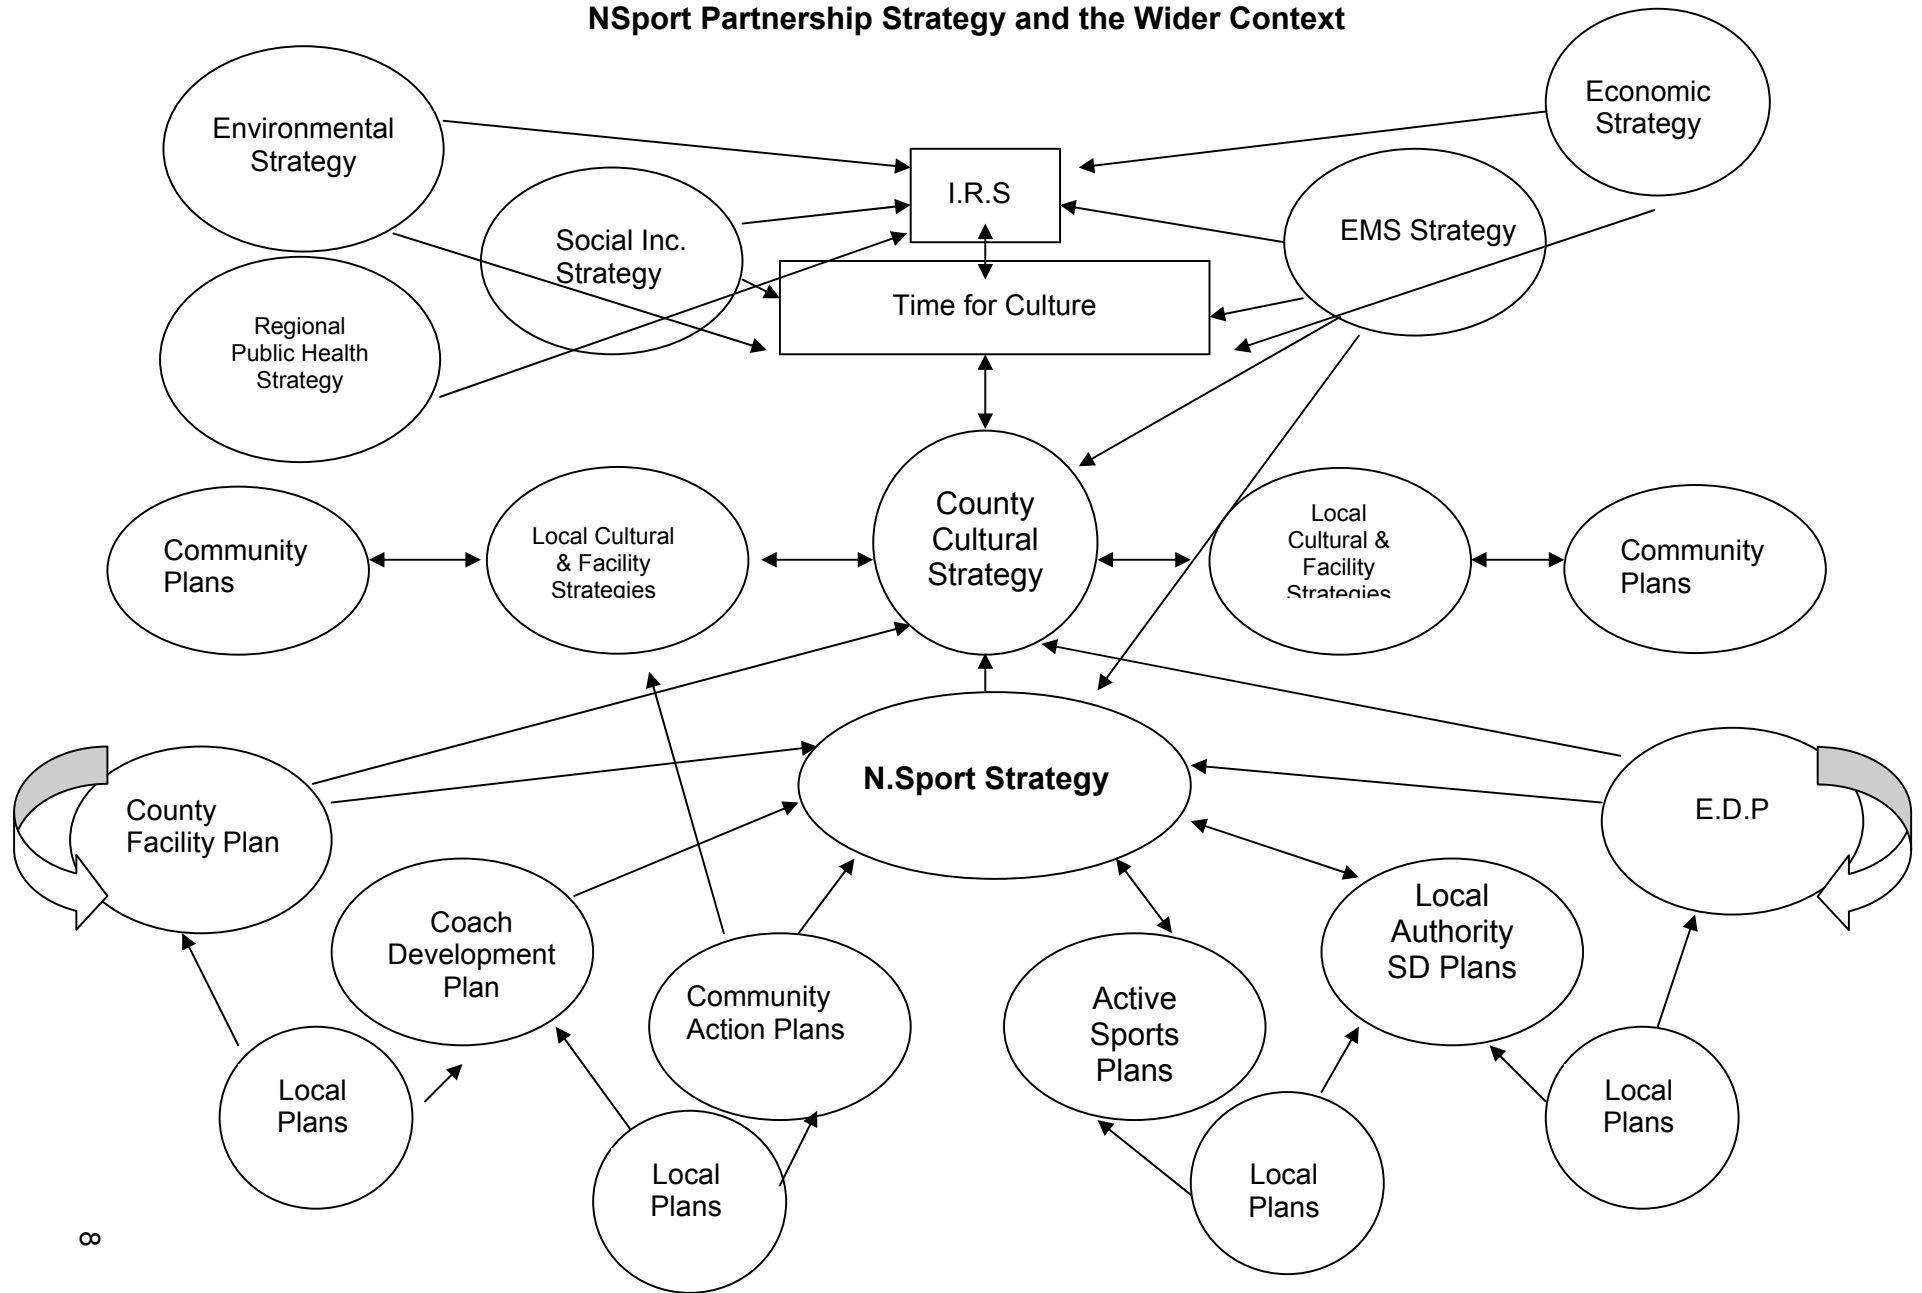 NSport Partnership Strategy and the Wider Context
Economic
Strategy
Environmental
Strategy
I.R.S
Social Inc.
Strategy
EMS Strategy
Time for Culture
Regional
Public Health
Strategy
County
Cultural
Strategy
Community
Plans
Local Cultural
& Facility
Strategies
Local
Cultural &
Facility
Strategies
Community
Plans
N.Sport Strategy
County
Facility Plan
E.D.P
Coach
Development
Plan
Community
Action Plans
Active
Sports
Plans
Local
Authority
SD Plans
Local
Plans
Local
Plans
Local
Plans
Local
Plans
8